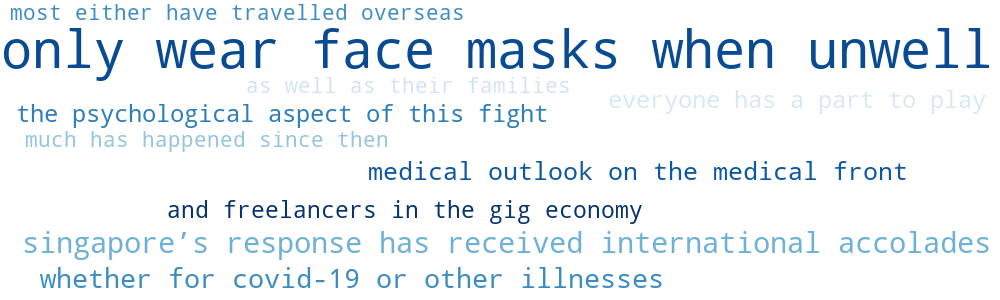 most either have travelled overseas
only wear face masks when unwell
as well as their families
everyone has a part to play
the psychological aspect of this fight
much has happened since then
medical outlook on the medical front
and freelancers in the gig economy
singapore’s response has received international accolades
whether for covid-19 or other illnesses